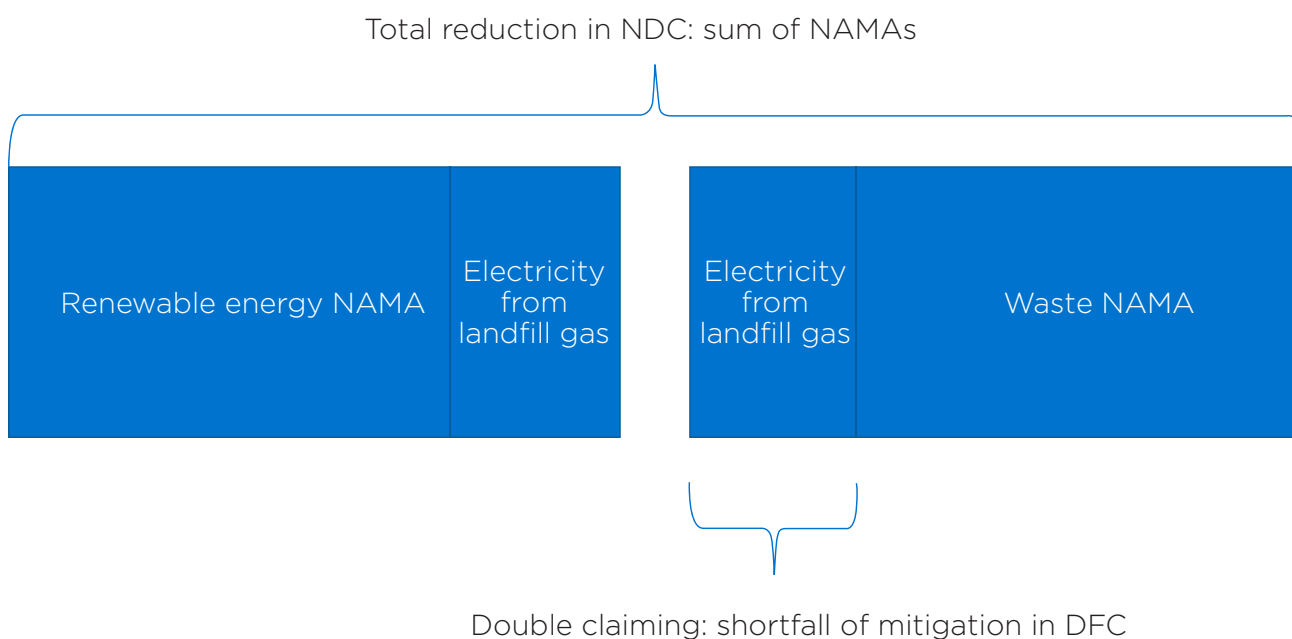 Total reduction in NDC: sum of NAMAs
Renewable energy NAMA
Electricity
from
landfill gas
Electricity
from
landfill gas
Waste NAMA
Double claiming: shortfall of mitigation in DFC